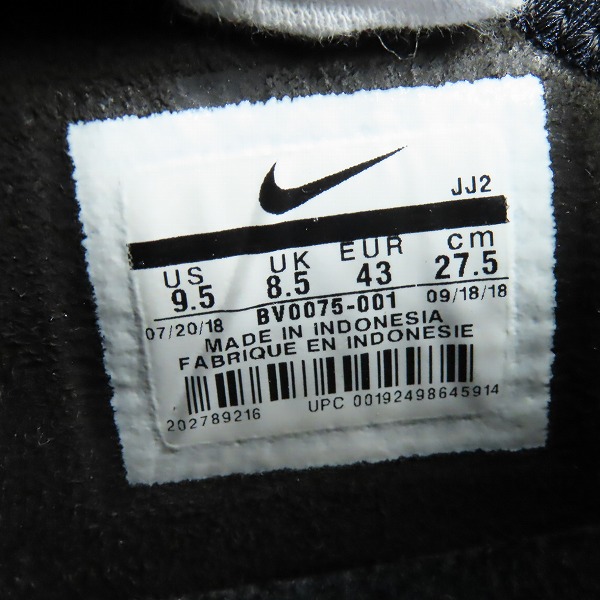 JJ2
US UK EUR cm
9.5 8.5 43 27.5
07/20/18 BV0075-001 09/18/18
MADE IN INDONESIA
FABRIQUE EN INDONESIE
202789216 UPC 00192498645914